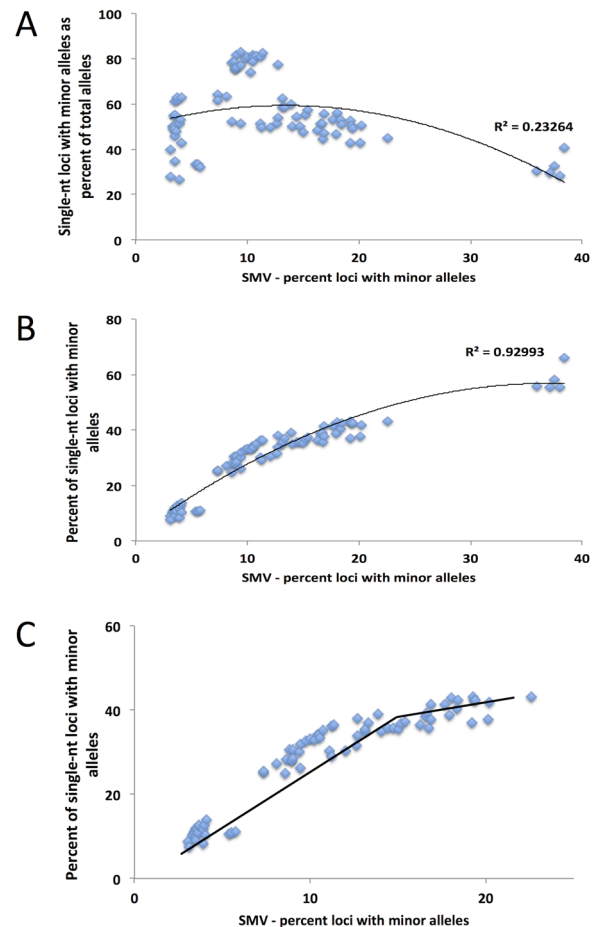 A
Single-nt loci with minor alleles as
percent of total alleles
100
80
60
40
20
0
R² = 0.23264
0 10 20 30 40
SMV - percent loci with minor alleles
B
Percent of single-nt loci with minor
alleles
80
60
40
20
0
R² = 0.92993
0 10 20 30 40
SMV - percent loci with minor alleles
C
Percent of single-nt loci with minor
alleles
60
40
20
0
0 10 20
SMV - percent loci with minor alleles